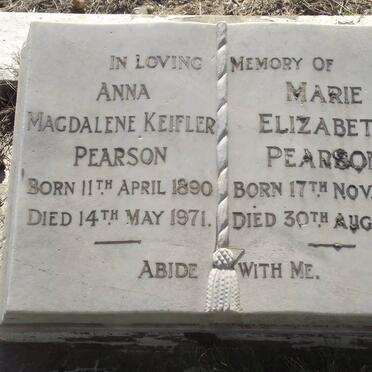 IN LOVING MEMORY OF
ANNA
MAGDALENE KEIFLER
PEARSON
BORN 11TH APRIL 1890
DIED 14TH MAY 1971.
MARIE
ELIZABET
PEARSON
BORN 17TH NOV
DIED 30TH AUG
ABIDE WITH ME.